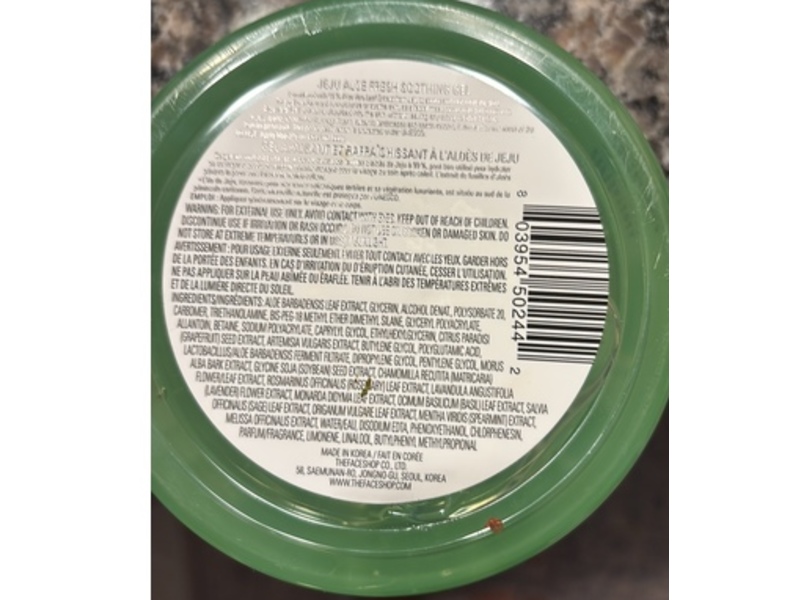 JEJU ALOE FRESH SOOTHING GEL
ET RAFRAÎCHISSANT À L'ALOÈS DE JEJU
WARNING: FOR EXTERNAL USE ONLY. AVOID CONTACT WITH EYES. KEEP OUT OF REACH OF CHILDREN.
DISCONTINUE USE IF IRRITATION OR RASH OCCURS. DO NOT USE ON BROKEN OR DAMAGED SKIN. DO
NOT STORE AT EXTREME TEMPERATURES OR IN
AVERTISSEMENT : POUR USAGE EXTERNE SEULEMENT. ÉVITER TOUT CONTACT AVEC LES YEUX. GARDER HORS
DE LA PORTÉE DES ENFANTS. EN CAS D'IRRITATION OU D'ÉRUPTION CUTANÉE, CESSER L'UTILISATION.
NE PAS APPLIQUER SUR LA PEAU ABÎMÉE OU ÉRAFLÉE. TENIR À L'ABRI DES TEMPÉRATURES EXTRÊMES
ET DE LA LUMIÈRE DIRECTE DU SOLEIL.
INGREDIENTS/INGRÉDIENTS: ALOE BARBADENSIS LEAF EXTRACT, GLYCERIN, ALCOHOL DENAT, POLYSORBATE 20,
CARBOMER, TRIETHANOLAMINE, BIS-PEG-18 METHYL ETHER DIMETHYL SILANE, GLYCERYL POLYACRYLATE,
ALLANTOIN, BETAINE, SODIUM POLYACRYLATE, CAPRYLYL GLYCOL, ETHYLHEXYLGLYCERIN, CITRUS PARADISI
(GRAPEFRUIT) SEED EXTRACT, ARTEMISIA VULGARIS EXTRACT, BUTYLENE GLYCOL, POLYGLUTAMIC ACID,
LACTOBACILLUS/ALOE BARBADENSIS FERMENT FILTRATE, DIPROPYLENE GLYCOL, PENTYLENE GLYCOL, MORUS
ALBA BARK EXTRACT, GLYCINE SOJA (SOYBEAN) SEED EXTRACT, CHAMOMILLA RECUTITA (MATRICARIA)
FLOWER/LEAF EXTRACT, ROSMARINUS OFFICINALIS (ROSEMARY) LEAF EXTRACT, LAVANDULA ANGUSTIFOLIA
(LAVENDER) FLOWER EXTRACT, MONARDA DIDYMA LEAF EXTRACT, OCIMUM BASILICUM (BASIL) LEAF EXTRACT, SALVIA
OFFICINALIS (SAGE) LEAF EXTRACT, ORIGANUM VULGARE LEAF EXTRACT, MENTHA VIRIDIS (SPEARMINT) EXTRACT,
MELISSA OFFICINALIS EXTRACT, WATER/EAU, DISODIUM EDTA, PHENOXYETHANOL, CHLORPHENESIN,
PARFUM/FRAGRANCE, LIMONENE, LINALOOL, BUTYLPHENYL METHYLPROPIONAL
MADE IN KOREA / FAIT EN CORÉE
THEFACESHOP CO., LTD.
58, SAEMUNAN-RO, JONGNO-GU, SEOUL, KOREA
WWW.THEFACESHOP.COM
8 03954 50244 2